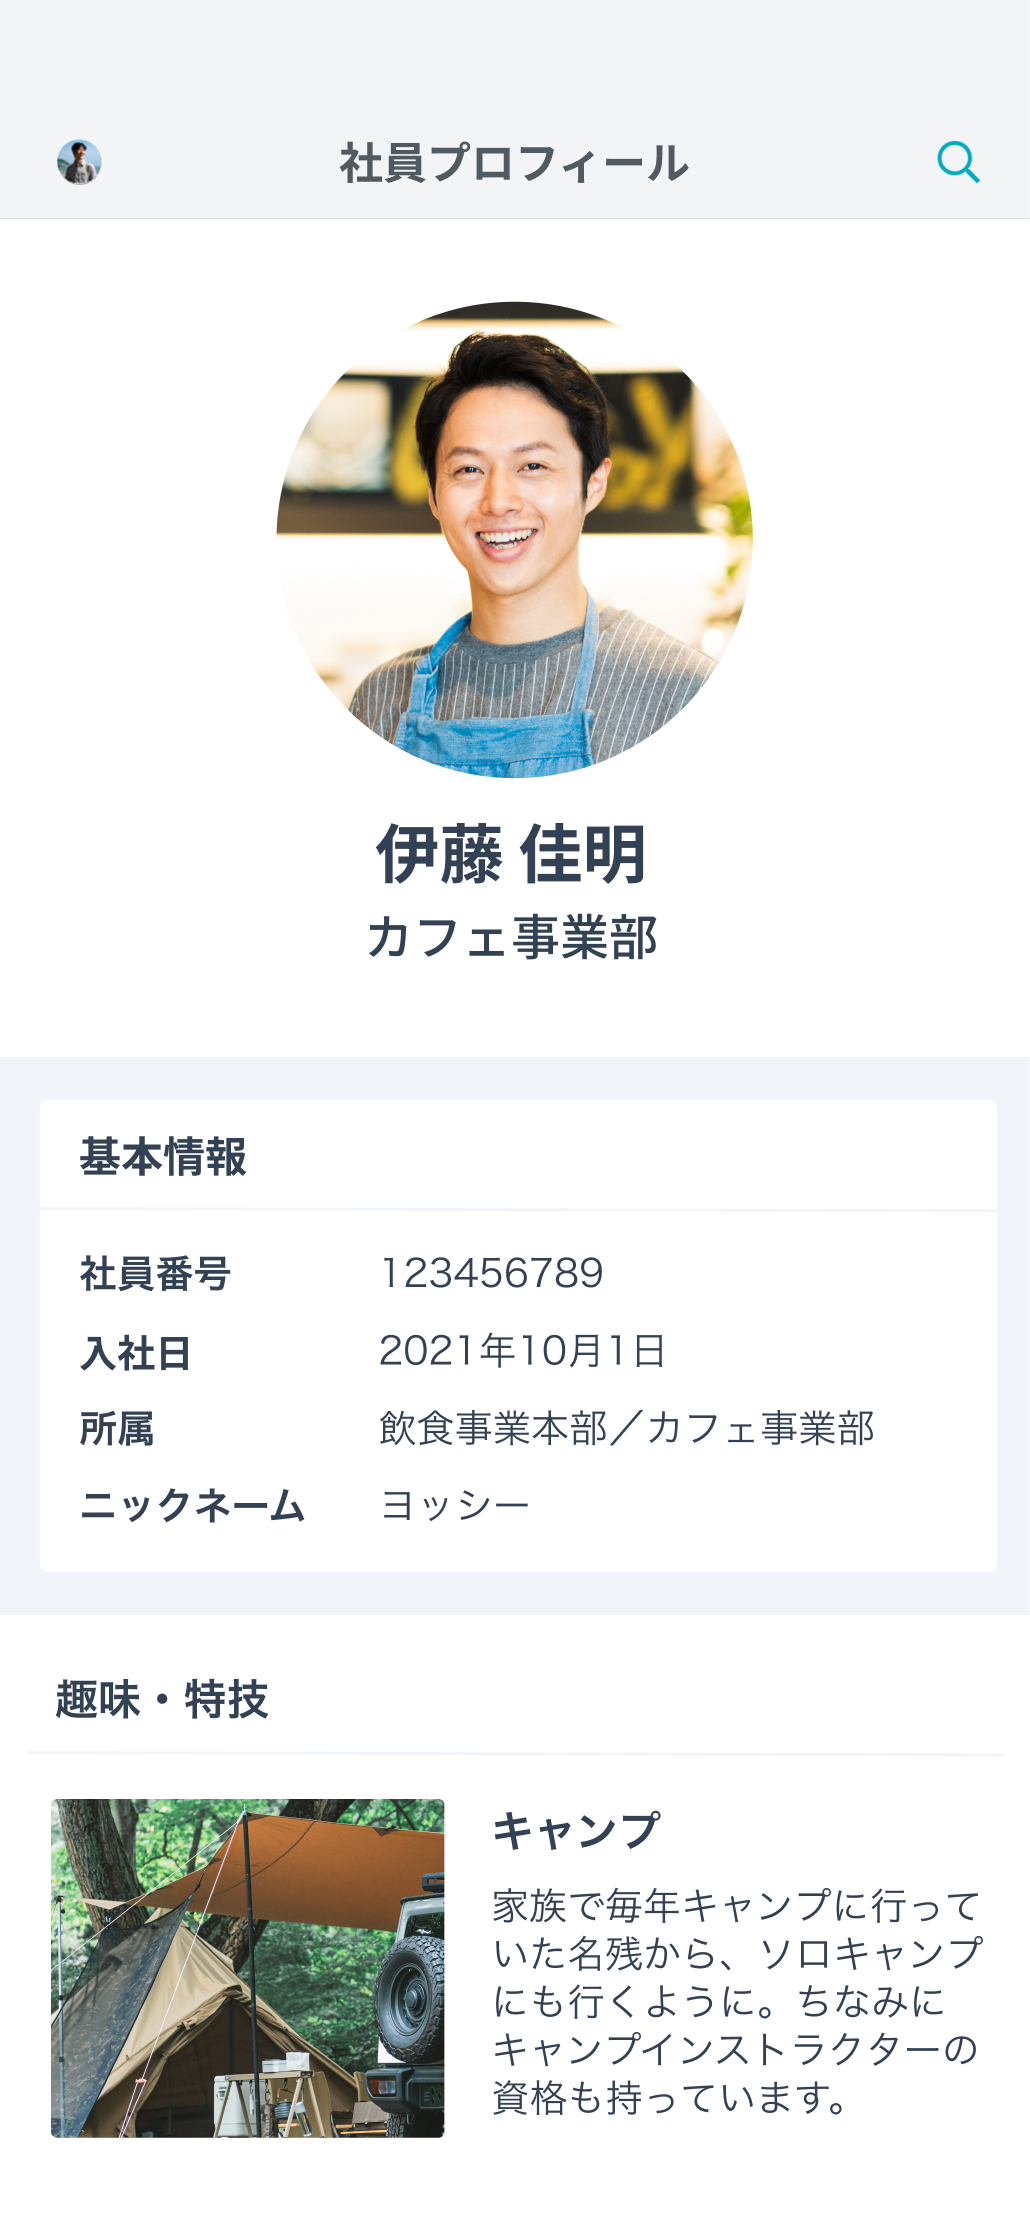 社員プロフィール
伊藤 佳明
カフェ事業部
基本情報
社員番号 123456789
入社日 2021年10月1日
所属 飲食事業本部／カフェ事業部
ニックネーム ヨッシー
趣味・特技
キャンプ
家族で毎年キャンプに行って
いた名残から、ソロキャンプ
にも行くように。ちなみに
キャンプインストラクターの
資格も持っています。